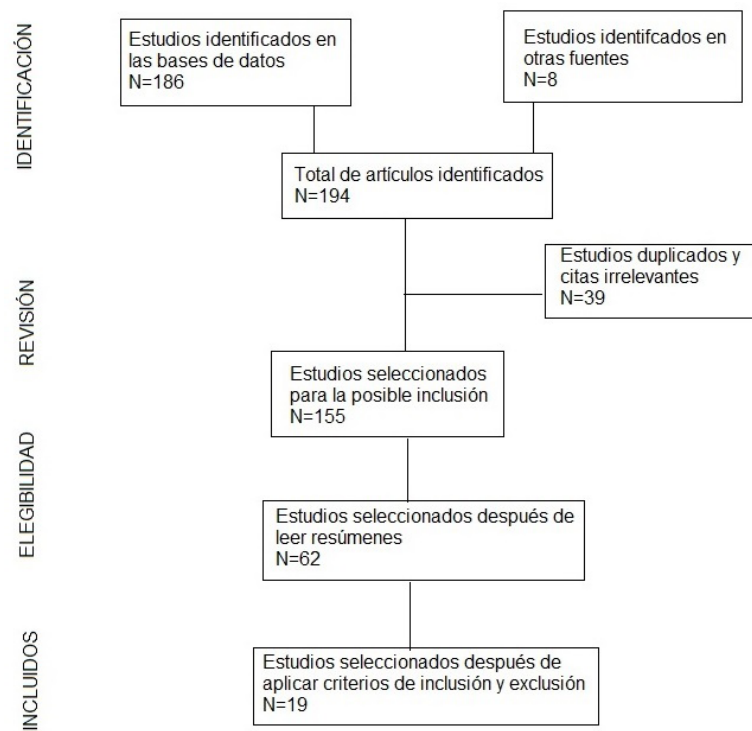 IDENTIFICACIÓN
Estudios identificados en
las bases de datos
N=186
Estudios identifcados en
otras fuentes
N=8
Total de artículos identificados
N=194
REVISIÓN
Estudios duplicados y
citas irrelevantes
N=39
Estudios seleccionados
para la posible inclusión
N=155
ELEGIBILIDAD
Estudios seleccionados después de
leer resúmenes
N=62
INCLUIDOS
Estudios seleccionados después de
aplicar criterios de inclusión y exclusión
N=19